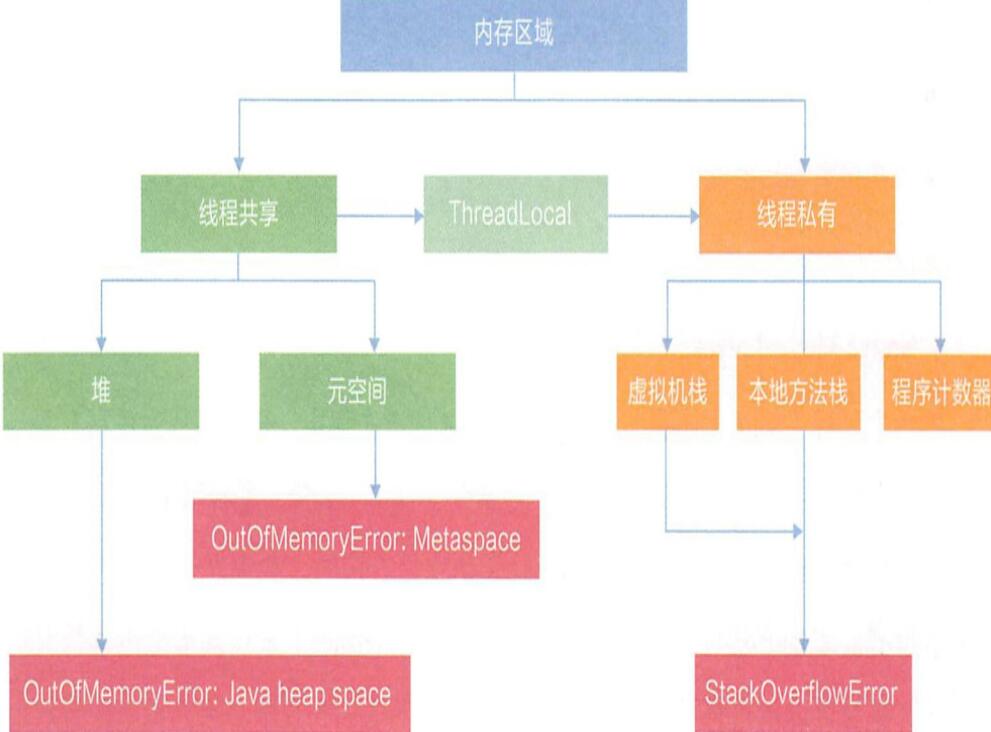 内存区域
线程共享
ThreadLocal
线程私有
堆
元空间
虚拟机栈
本地方法栈
程序计数器
OutOfMemoryError: Metaspace
OutOfMemoryError: Java heap space
StackOverflowError